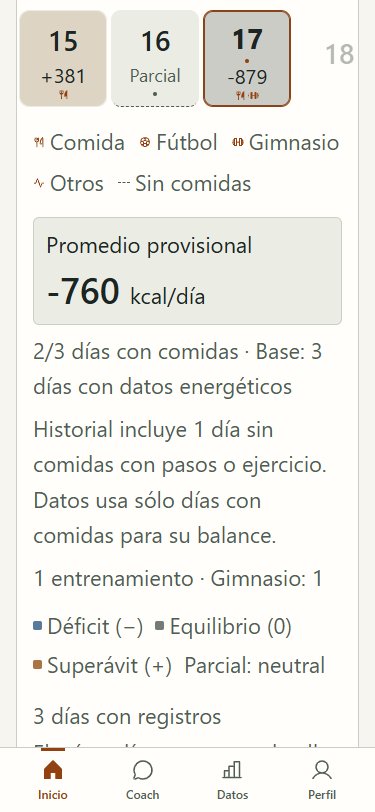 15 16 17 18
+381 Parcial -879
Comida Fútbol Gimnasio
Otros Sin comidas
Promedio provisional
-760 kcal/día
2/3 días con comidas · Base: 3
días con datos energéticos
Historial incluye 1 día sin
comidas con pasos o ejercicio.
Datos usa sólo días con
comidas para su balance.
1 entrenamiento · Gimnasio: 1
Déficit (−) Equilibrio (0)
Superávit (+) Parcial: neutral
3 días con registros
Inicio Coach Datos Perfil